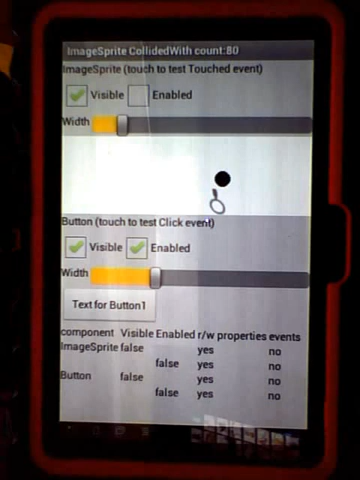 ImageSprite CollidedWith count:80
ImageSprite (touch to test Touched event)
Visible Enabled
Width
Button (touch to test Click event)
Visible Enabled
Width
Text for Button1
component Visible Enabled r/w properties events
ImageSprite false yes no
false yes no
Button false yes no
false yes no